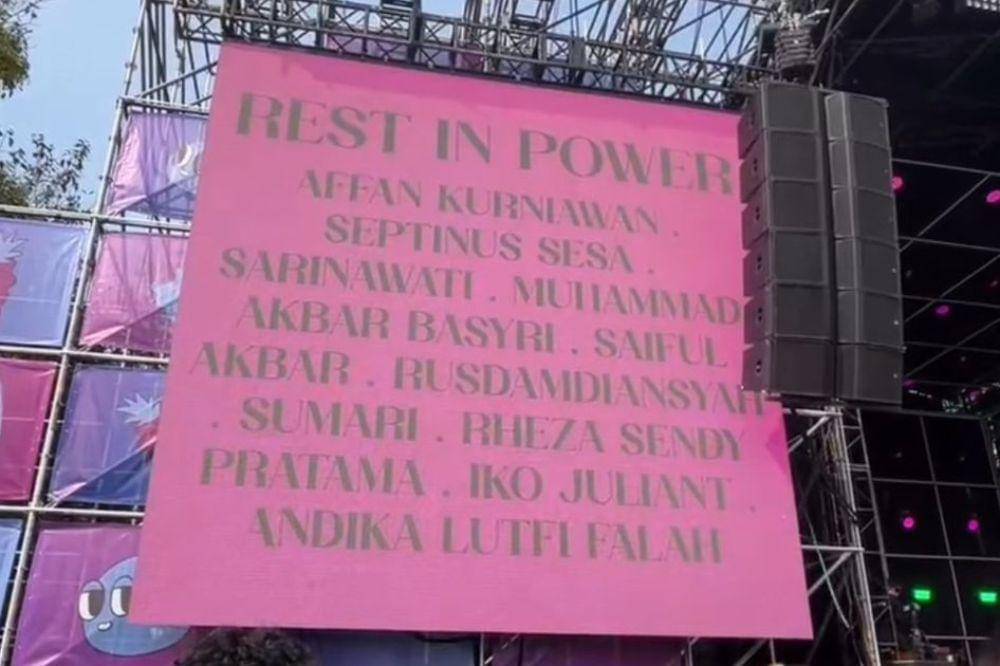 REST IN POWER
AFFAN KURNIAWAN .
SEPTINUS SESA .
SARINAWATI . MUHAMMAD
AKBAR BASYRI . SAIFUL
AKBAR . RUSDAMDIANSYAH
. SUMARI . RHEZA SENDY
PRATAMA . IKO JULIANT .
ANDIKA LUTFI FALAH